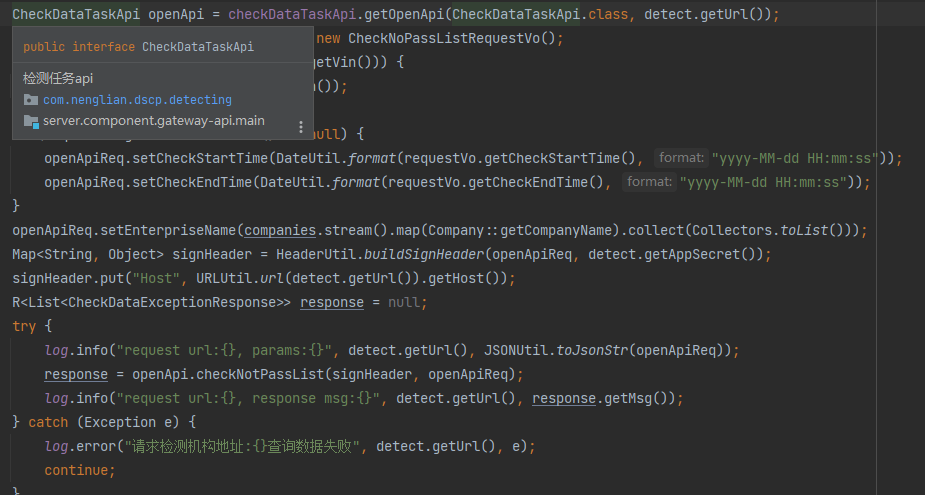 CheckDataTaskApi openApi = checkDataTaskApi.getOpenApi(CheckDataTaskApi.class, detect.getUrl());
public interface CheckDataTaskApi
检测任务api
com.nenglian.dscp.detecting
server.component.gateway-api.main
new CheckNoPassListRequestVo();
getVin())) {
());
null) {
openApiReq.setCheckStartTime(DateUtil.format(requestVo.getCheckStartTime(), format: "yyyy-MM-dd HH:mm:ss"));
openApiReq.setCheckEndTime(DateUtil.format(requestVo.getCheckEndTime(), format: "yyyy-MM-dd HH:mm:ss"));
}
openApiReq.setEnterpriseName(companies.stream().map(Company::getCompanyName).collect(Collectors.toList()));
Map<String, Object> signHeader = HeaderUtil.buildSignHeader(openApiReq, detect.getAppSecret());
signHeader.put("Host", URLUtil.url(detect.getUrl()).getHost());
R<List<CheckDataExceptionResponse>> response = null;
try {
log.info("request url:{}, params:{}", detect.getUrl(), JSONUtil.toJsonStr(openApiReq));
response = openApi.checkNotPassList(signHeader, openApiReq);
log.info("request url:{}, response msg:{}", detect.getUrl(), response.getMsg());
} catch (Exception e) {
log.error("请求检测机构地址:{}查询数据失败", detect.getUrl(), e);
continue;
}